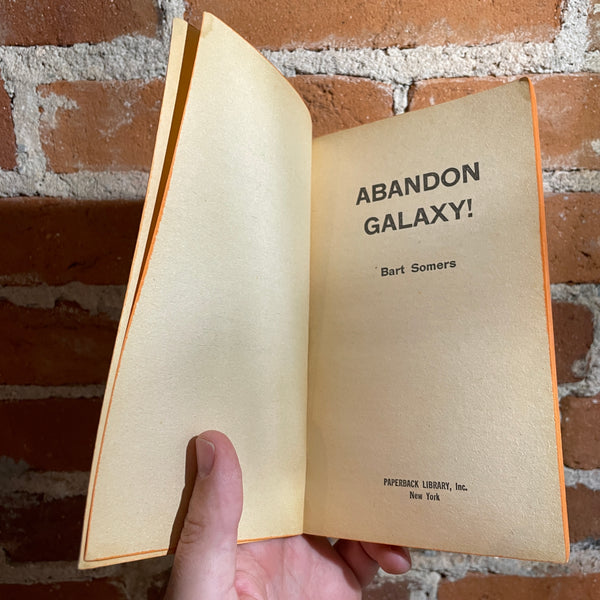 ABANDON
GALAXY!
Bart Somers
PAPERBACK LIBRARY, Inc.
New York